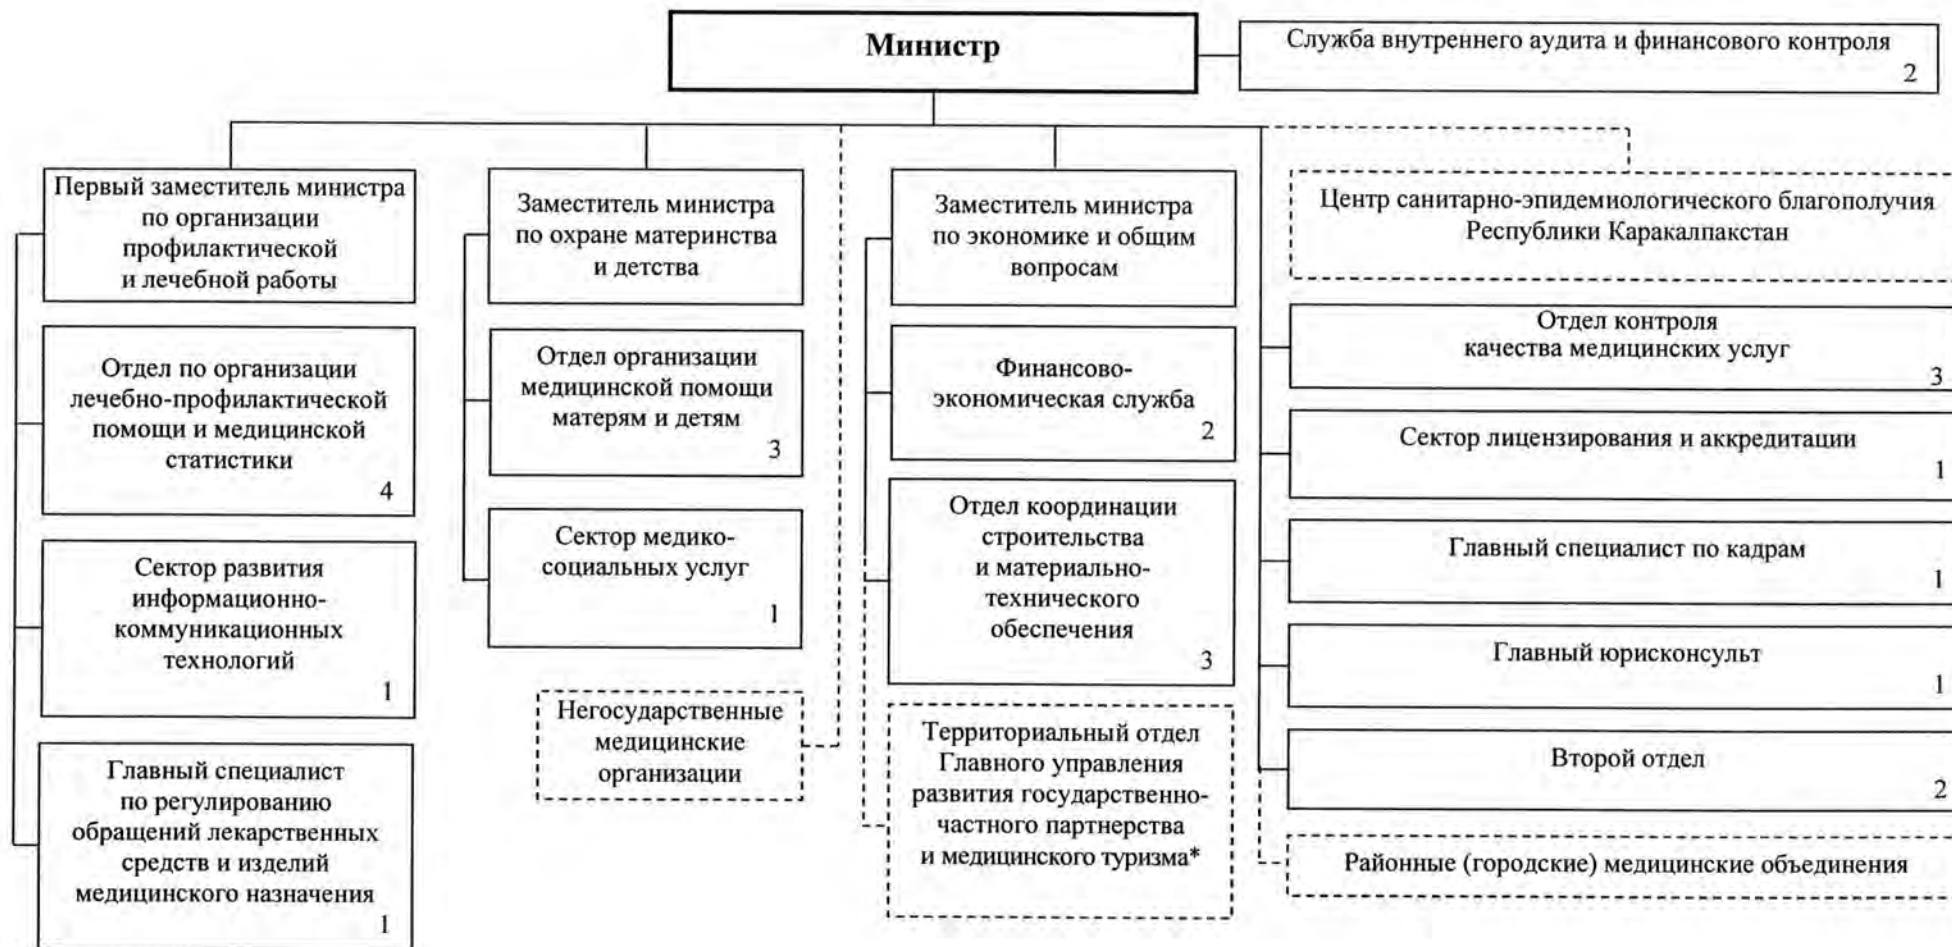 Министр
Служба внутреннего аудита и финансового контроля
2
Первый заместитель министра
по организации
профилактической
и лечебной работы
Отдел по организации
лечебно-профилактической
помощи и медицинской
статистики
4
Сектор развития
информационно-
коммуникационных
технологий
1
Главный специалист
по регулированию
обращений лекарственных
средств и изделий
медицинского назначения
1
Заместитель министра
по охране материнства
и детства
Отдел организации
медицинской помощи
матерям и детям
3
Сектор медико-
социальных услуг
1
Негосударственные
медицинские
организации
Заместитель министра
по экономике и общим
вопросам
Финансово-
экономическая служба
2
Отдел координации
строительства
и материально-
технического
обеспечения
3
Территориальный отдел
Главного управления
развития государственно-
частного партнерства
и медицинского туризма*
Центр санитарно-эпидемиологического благополучия
Республики Каракалпакстан
Отдел контроля
качества медицинских услуг
3
Сектор лицензирования и аккредитации
1
Главный специалист по кадрам
1
Главный юрисконсульт
1
Второй отдел
2
Районные (городские) медицинские объединения